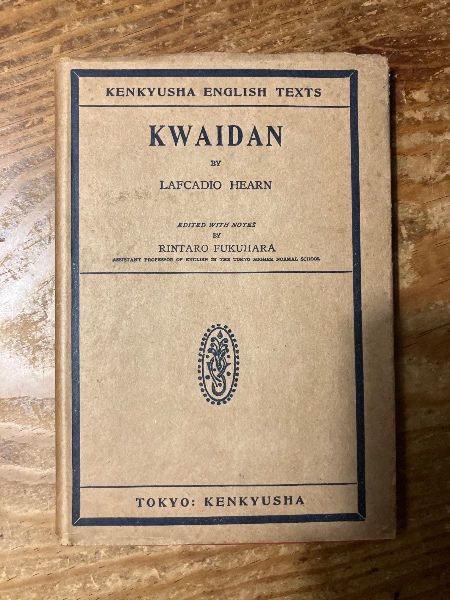 KENKYUSHA ENGLISH TEXTS
KWAIDAN
BY
LAFCADIO HEARN
EDITED WITH NOTES
BY
RINTARO FUKUHARA
ASSISTANT PROFESSOR OF ENGLISH IN THE TOKYO HIGHER NORMAL SCHOOL
TOKYO: KENKYUSHA